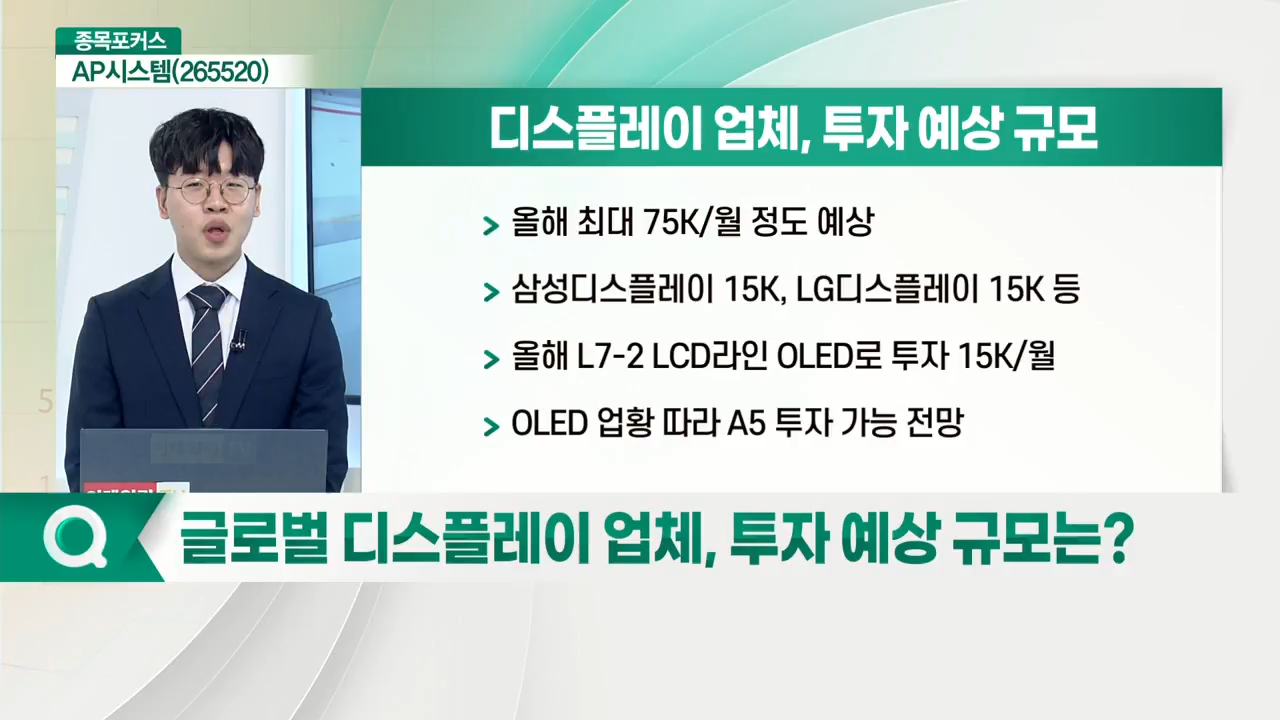 종목포커스
AP시스템(265520)
디스플레이 업체, 투자 예상 규모
올해 최대 75K/월 정도 예상
삼성디스플레이 15K, LG디스플레이 15K 등
올해 L7-2 LCD라인 OLED로 투자 15K/월
OLED 업황 따라 A5 투자 가능 전망
Q 글로벌 디스플레이 업체, 투자 예상 규모는?